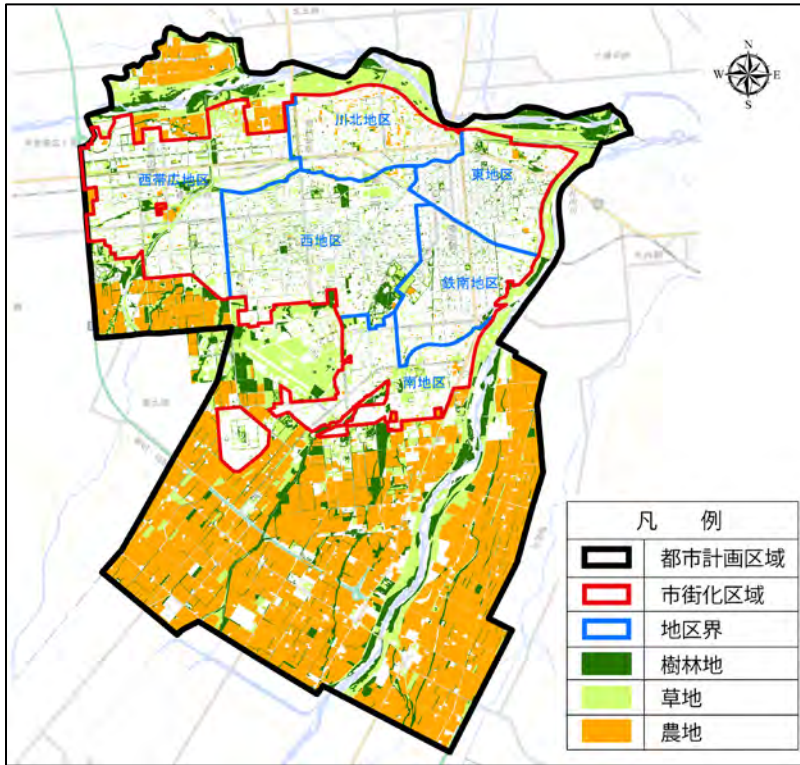 N
W E
S
川北地区
東地区
西帯広地区
西地区
鉄南地区
南地区
凡 例
都市計画区域
市街化区域
地区界
樹林地
草地
農地